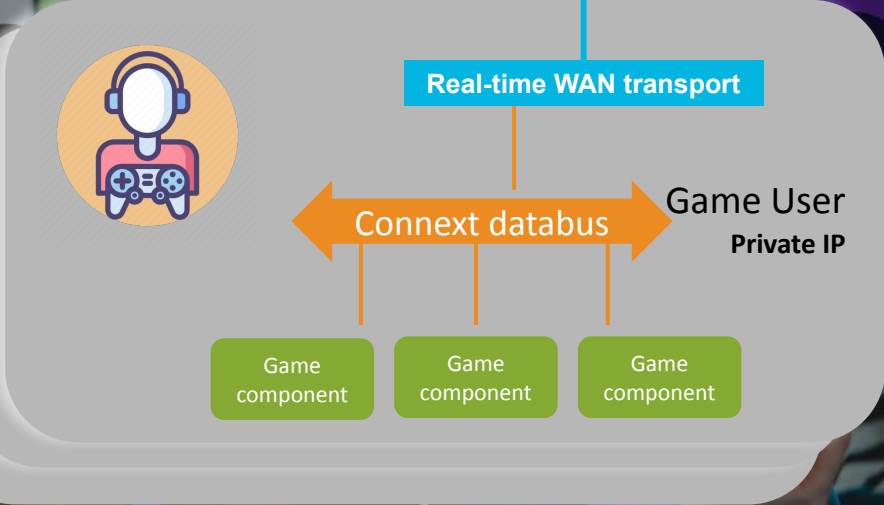 Real-time WAN transport
Game User
Connext databus
Private IP
Game
component
Game
component
Game
component